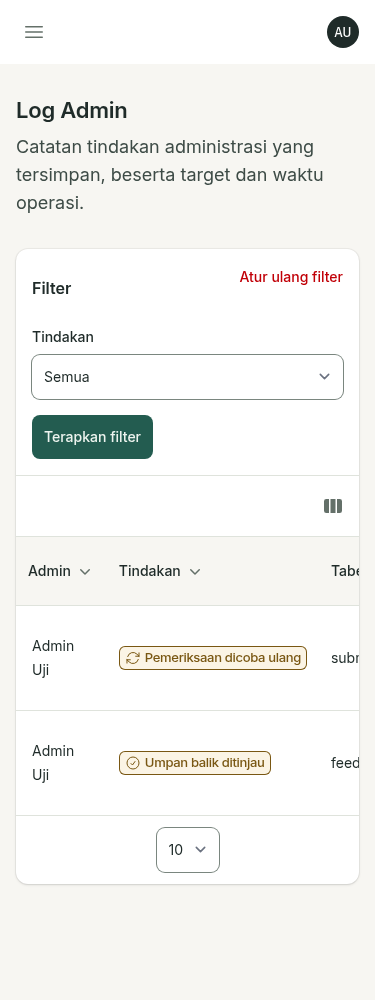 AU
Log Admin
Catatan tindakan administrasi yang
tersimpan, beserta target dan waktu
operasi.
Filter
Atur ulang filter
Tindakan
Semua
Terapkan filter
Admin Tindakan
Admin
Uji
Pemeriksaan dicoba ulang
Admin
Uji
Umpan balik ditinjau
feed
10